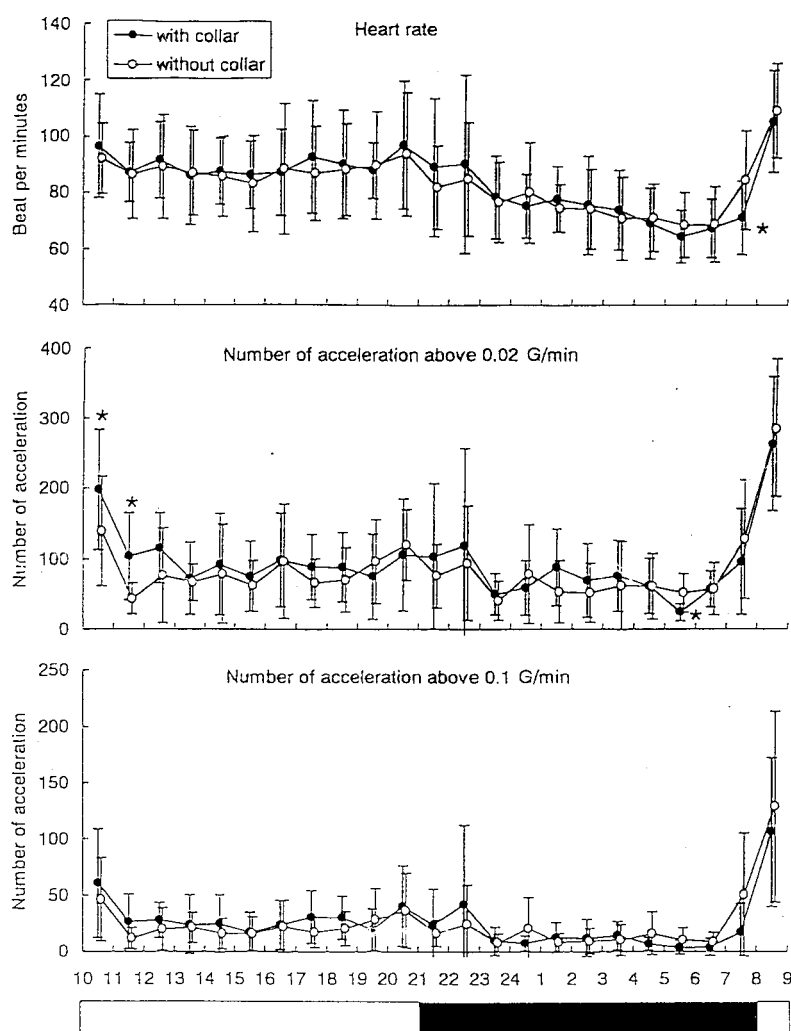 with collar
without collar
Heart rate
Beal per minutes
140
120
100
80
60
40
*
Number of acceleration above 0.02 G/min
Number of acceleration
400
300
200
100
0
*
*
*
Number of acceleration above 0.1 G/min
Number of acceleration
250
200
150
100
50
0
10 11 12 13 14 15 16 17 18 19 20 21 22 23 24 1 2 3 4 5 6 7 8 9